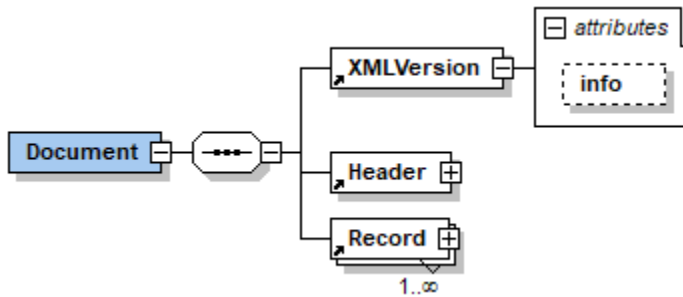 attributes
XMLVersion
info
Document
Header
Record
1..∞